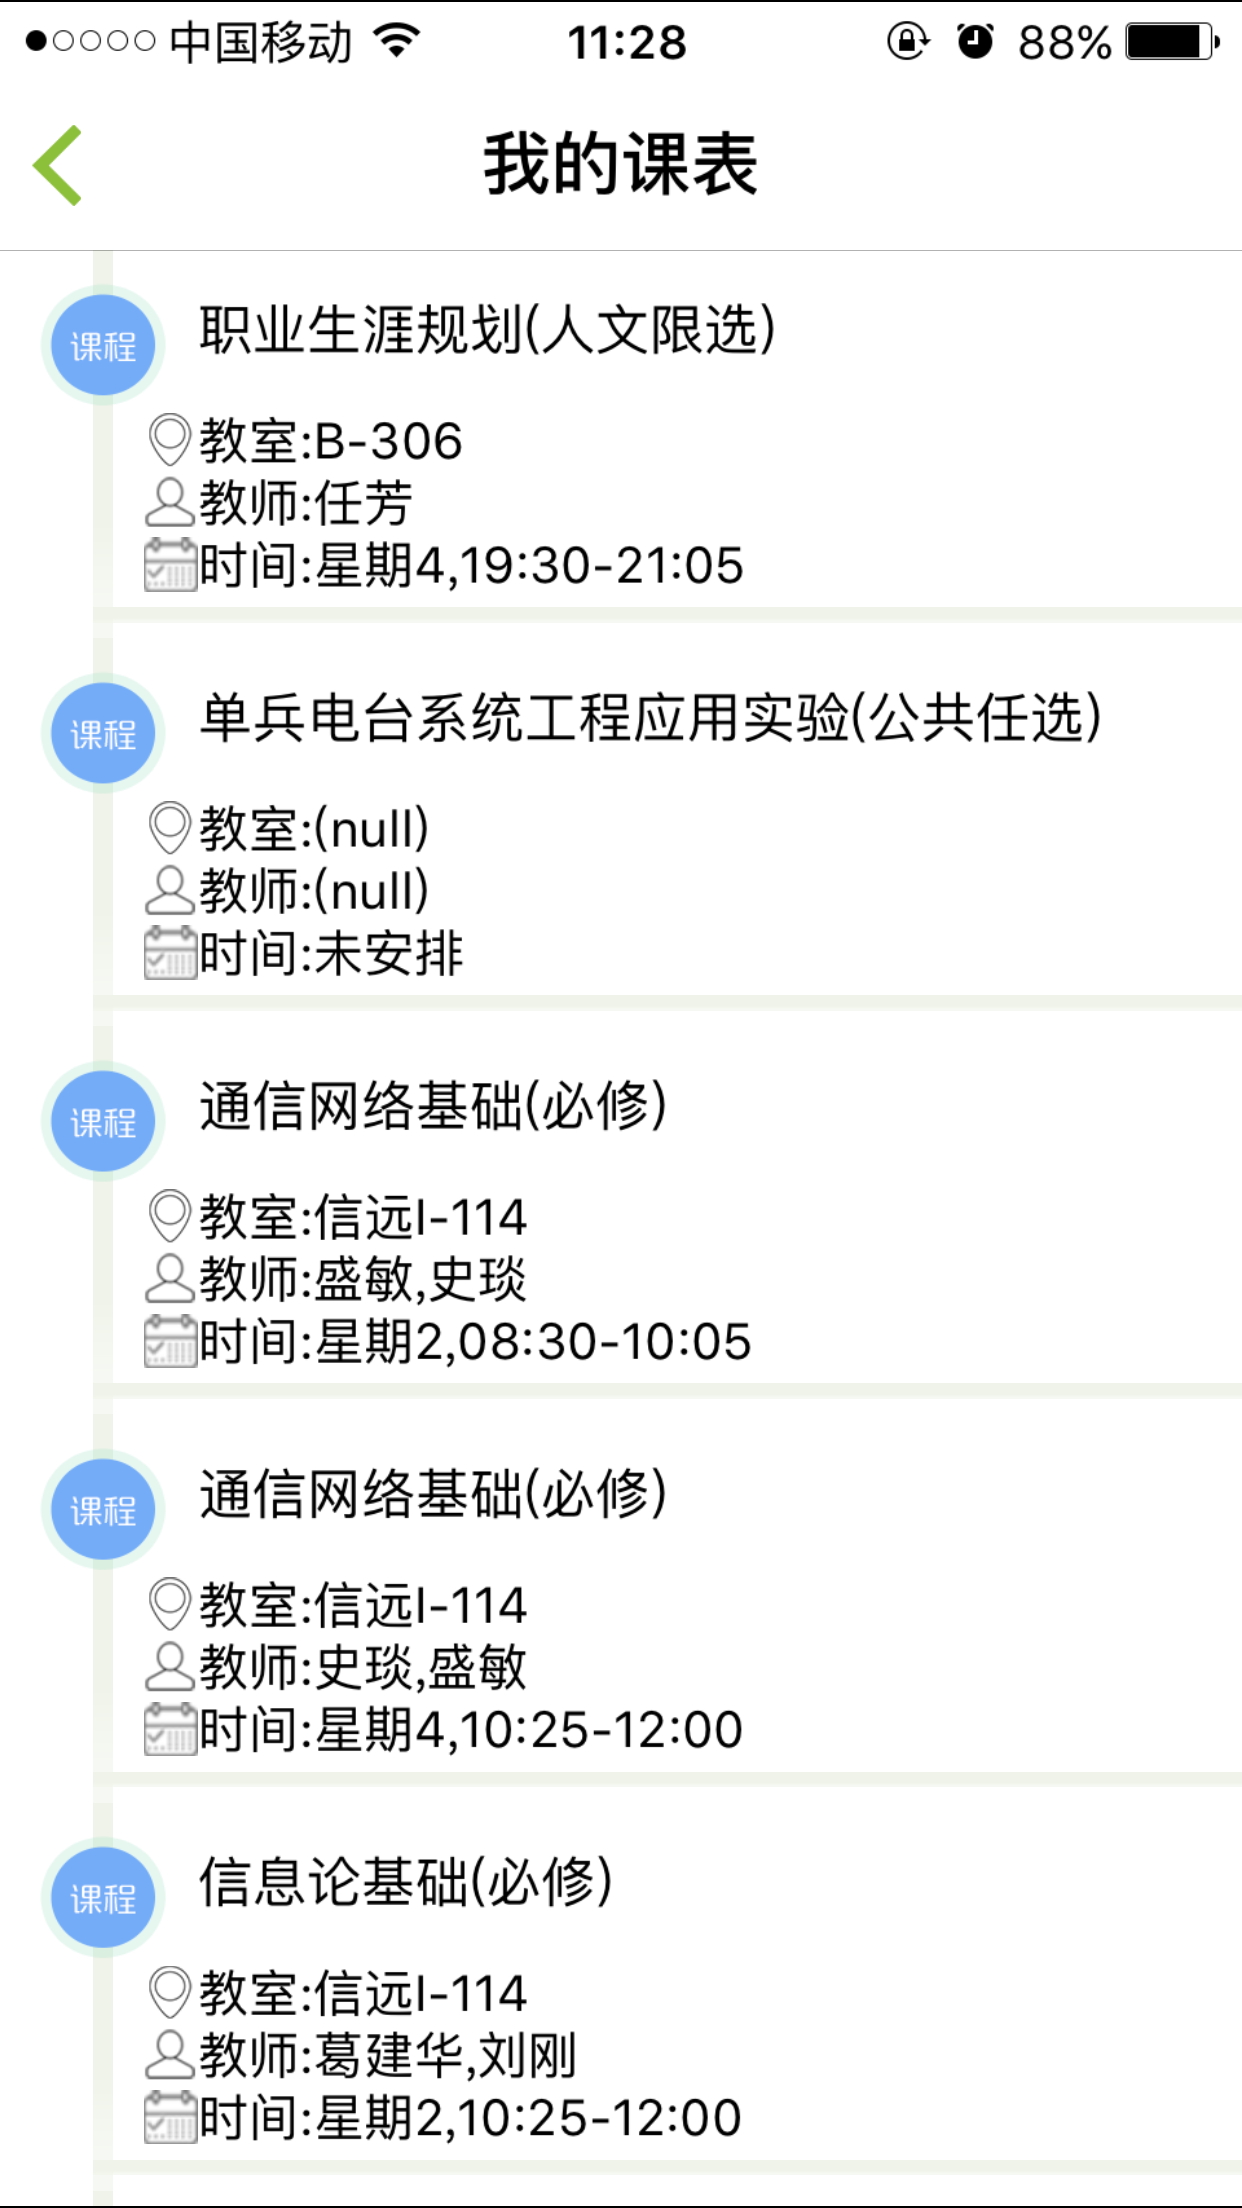 中国移动 11:28 88%
我的课表
课程 职业生涯规划(人文限选)
教室:B-306
教师:任芳
时间:星期4,19:30-21:05
课程 单兵电台系统工程应用实验(公共任选)
教室:(null)
教师:(null)
时间:未安排
课程 通信网络基础(必修)
教室:信远I-114
教师:盛敏,史琰
时间:星期2,08:30-10:05
课程 通信网络基础(必修)
教室:信远I-114
教师:史琰,盛敏
时间:星期4,10:25-12:00
课程 信息论基础(必修)
教室:信远I-114
教师:葛建华,刘刚
时间:星期2,10:25-12:00